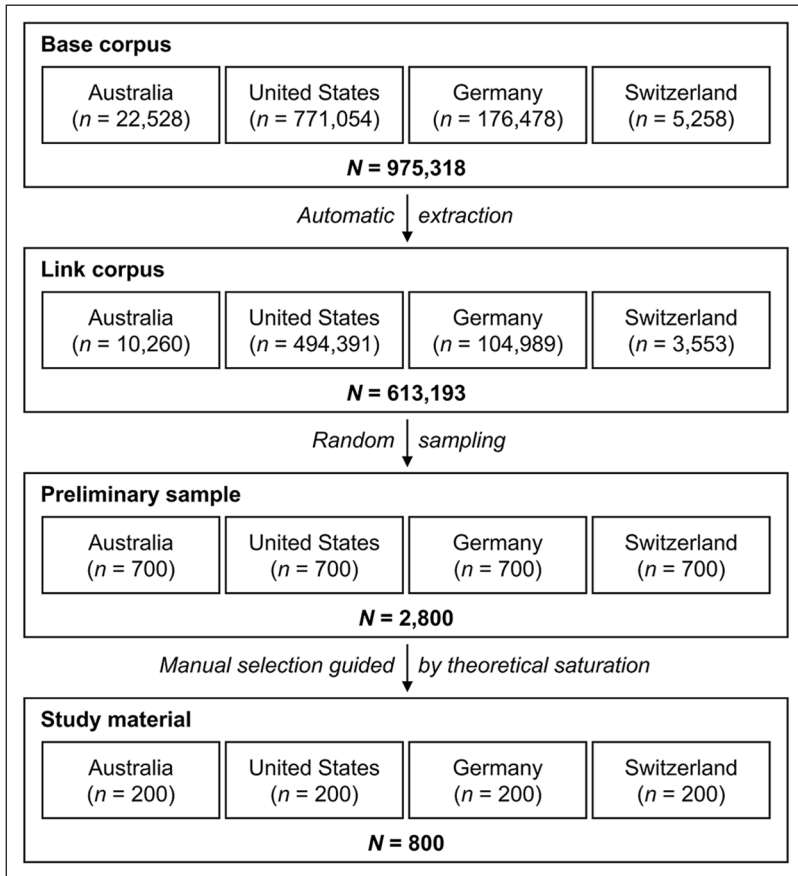 Base corpus
Australia
(n = 22,528)
United States
(n = 771,054)
Germany
(n = 176,478)
Switzerland
(n = 5,258)
N = 975,318
Automatic extraction
Link corpus
Australia
(n = 10,260)
United States
(n = 494,391)
Germany
(n = 104,989)
Switzerland
(n = 3,553)
N = 613,193
Random sampling
Preliminary sample
Australia
(n = 700)
United States
(n = 700)
Germany
(n = 700)
Switzerland
(n = 700)
N = 2,800
Manual selection guided by theoretical saturation
Study material
Australia
(n = 200)
United States
(n = 200)
Germany
(n = 200)
Switzerland
(n = 200)
N = 800